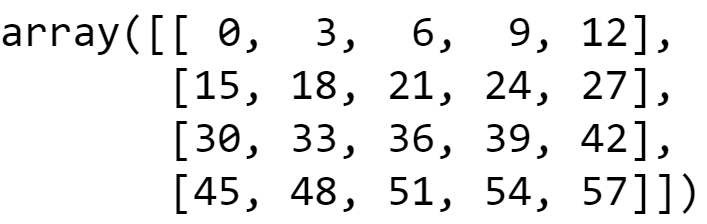 array([[ 0,  3,  6,  9, 12],
       [15, 18, 21, 24, 27],
       [30, 33, 36, 39, 42],
       [45, 48, 51, 54, 57]])